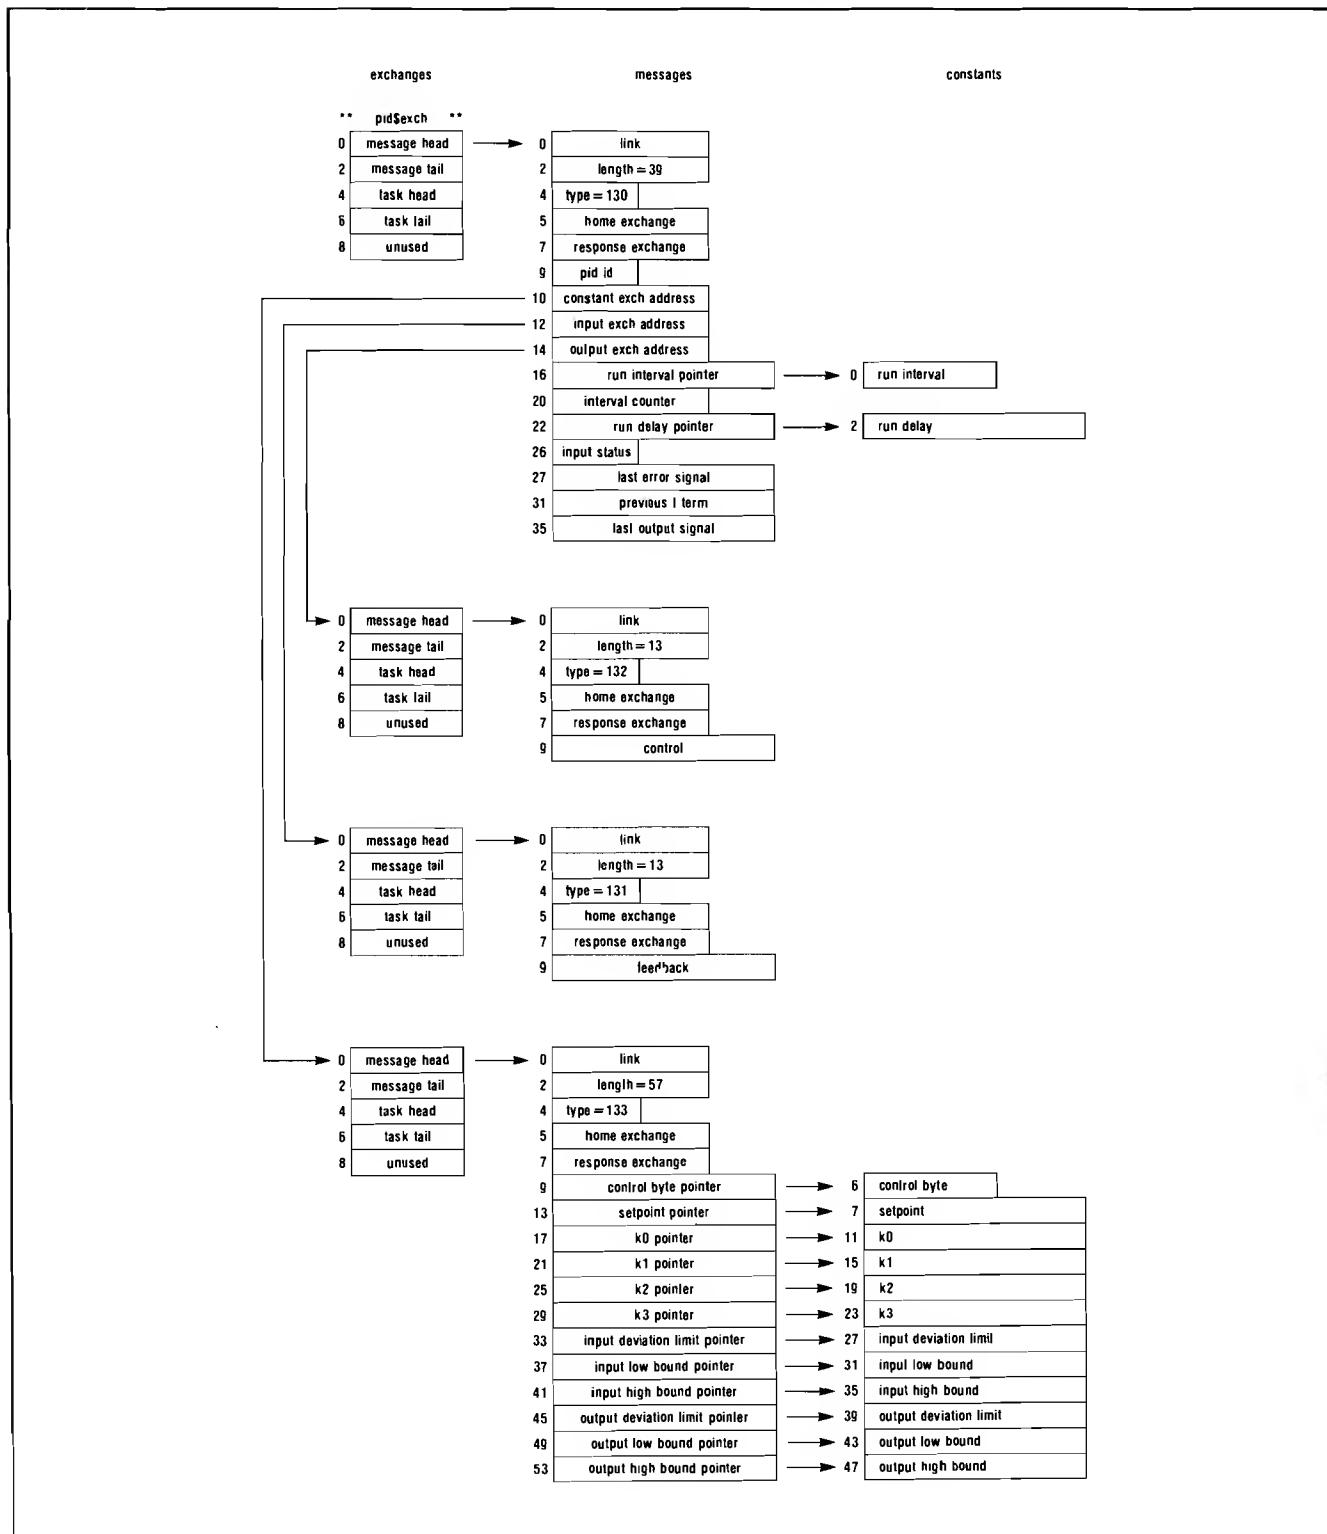 exchanges messages constants
** pid$exch **
0 message head 0 link
2 message tail 2 length = 39
4 task head 4 type = 130
6 task tail 5 home exchange
8 unused 7 response exchange
9 pid id
10 constant exch address
12 input exch address
14 output exch address
16 run interval pointer 0 run interval
20 interval counter
22 run delay pointer 2 run delay
26 input status
27 last error signal
31 previous I term
35 last output signal
0 message head 0 link
2 message tail 2 length = 13
4 task head 4 type = 132
6 task tail 5 home exchange
8 unused 7 response exchange
9 control
0 message head 0 link
2 message tail 2 length = 13
4 task head 4 type = 131
6 task tail 5 home exchange
8 unused 7 response exchange
9 feedback
0 message head 0 link
2 message tail 2 length = 57
4 task head 4 type = 133
6 task tail 5 home exchange
8 unused 7 response exchange
9 control byte pointer 6 control byte
13 setpoint pointer 7 setpoint
17 k0 pointer 11 k0
21 k1 pointer 15 k1
25 k2 pointer 19 k2
29 k3 pointer 23 k3
33 input deviation limit pointer 27 input deviation limit
37 input low bound pointer 31 input low bound
41 input high bound pointer 35 input high bound
45 output deviation limit pointer 39 output deviation limit
49 output low bound pointer 43 output low bound
53 output high bound pointer 47 output high bound